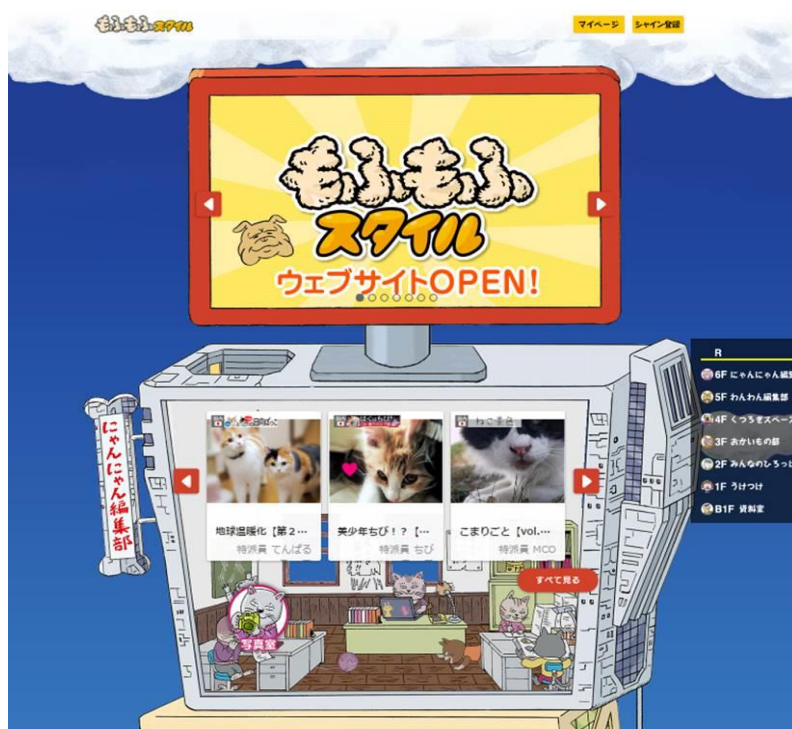 もふもふスタイル
マイページ
シャイン登録
もふもふ
スタイル
ウェブサイトOPEN!
R
6F にゃんにゃん編
5F わんわん編集部
4F くつろぎスペース
3F おかいもの部
2F みんなのひろっ
1F うけつけ
B1F 資料室
にゃんにゃん編集部
ねこ景色
地球温暖化【第2…
特派員 てんぱる
美少年ちび!?【…
特派員 ちび
こまりごと【vol.…
特派員 MCO
すべて見る
写真室